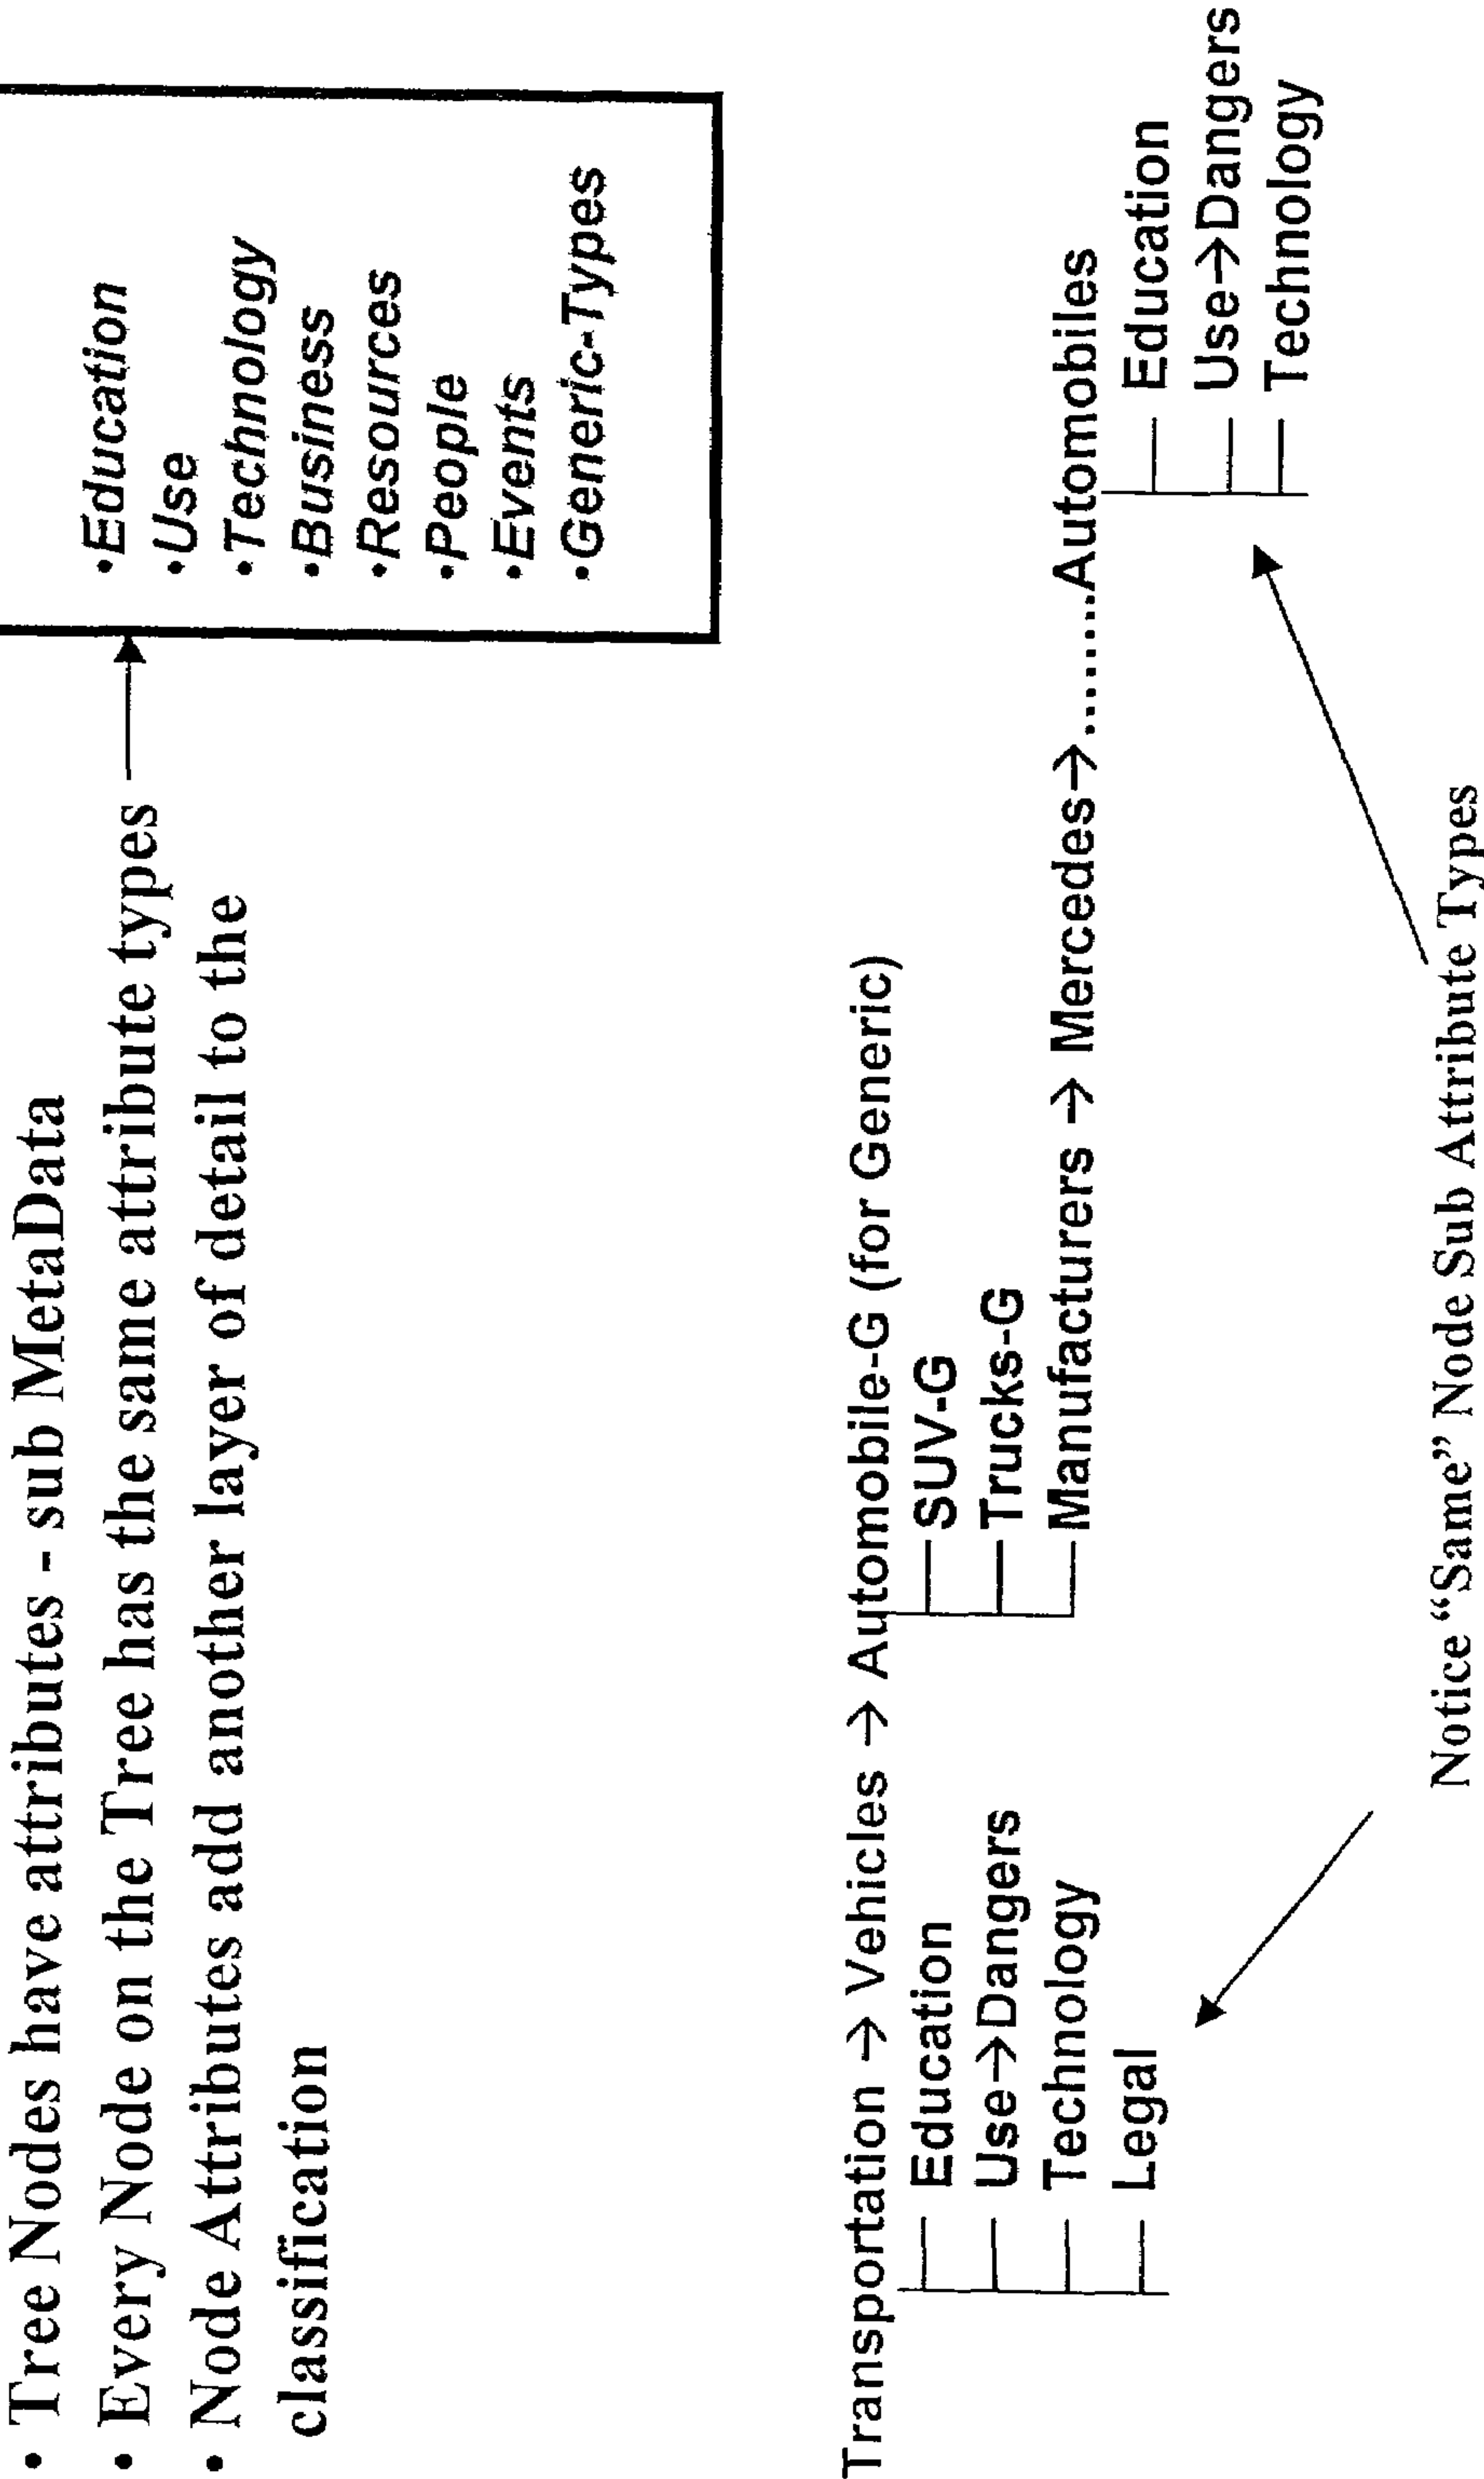 • Tree Nodes have attributes - sub MetaData
• Every Node on the Tree has the same attribute types
• Node Attributes add another layer of detail to the
classification
•Education
•Use
•Technology
•Business
•Resources
•People
•Events
•Generic-Types
Transportation → Vehicles → Automobile-G (for Generic)
Education
Use→Dangers
Technology
Legal
SUV-G
Trucks-G
Manufacturers → Mercedes→........Automobiles
Education
Use→Dangers
Technology
Notice “Same” Node Sub Attribute Types